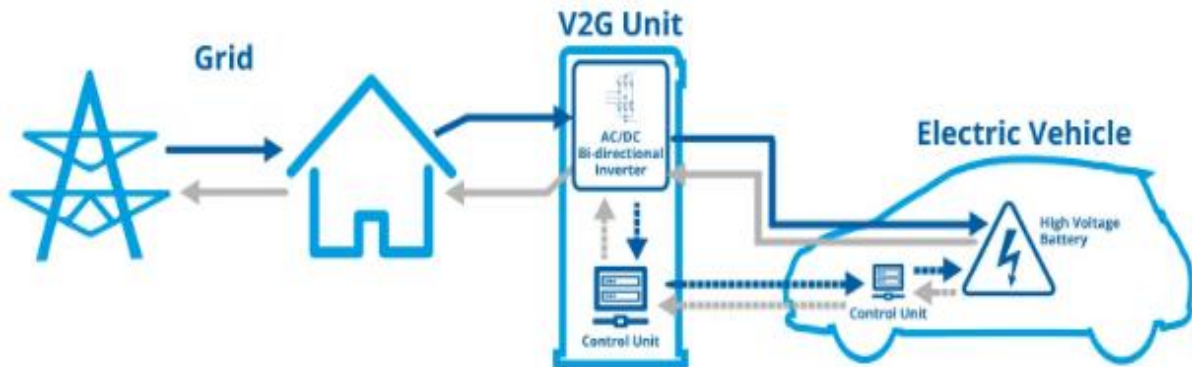 V2G Unit
Grid
AC/DC
Bi-directional
Inverter
Electric Vehicle
High Voltage
Battery
Control Unit
Control Unit